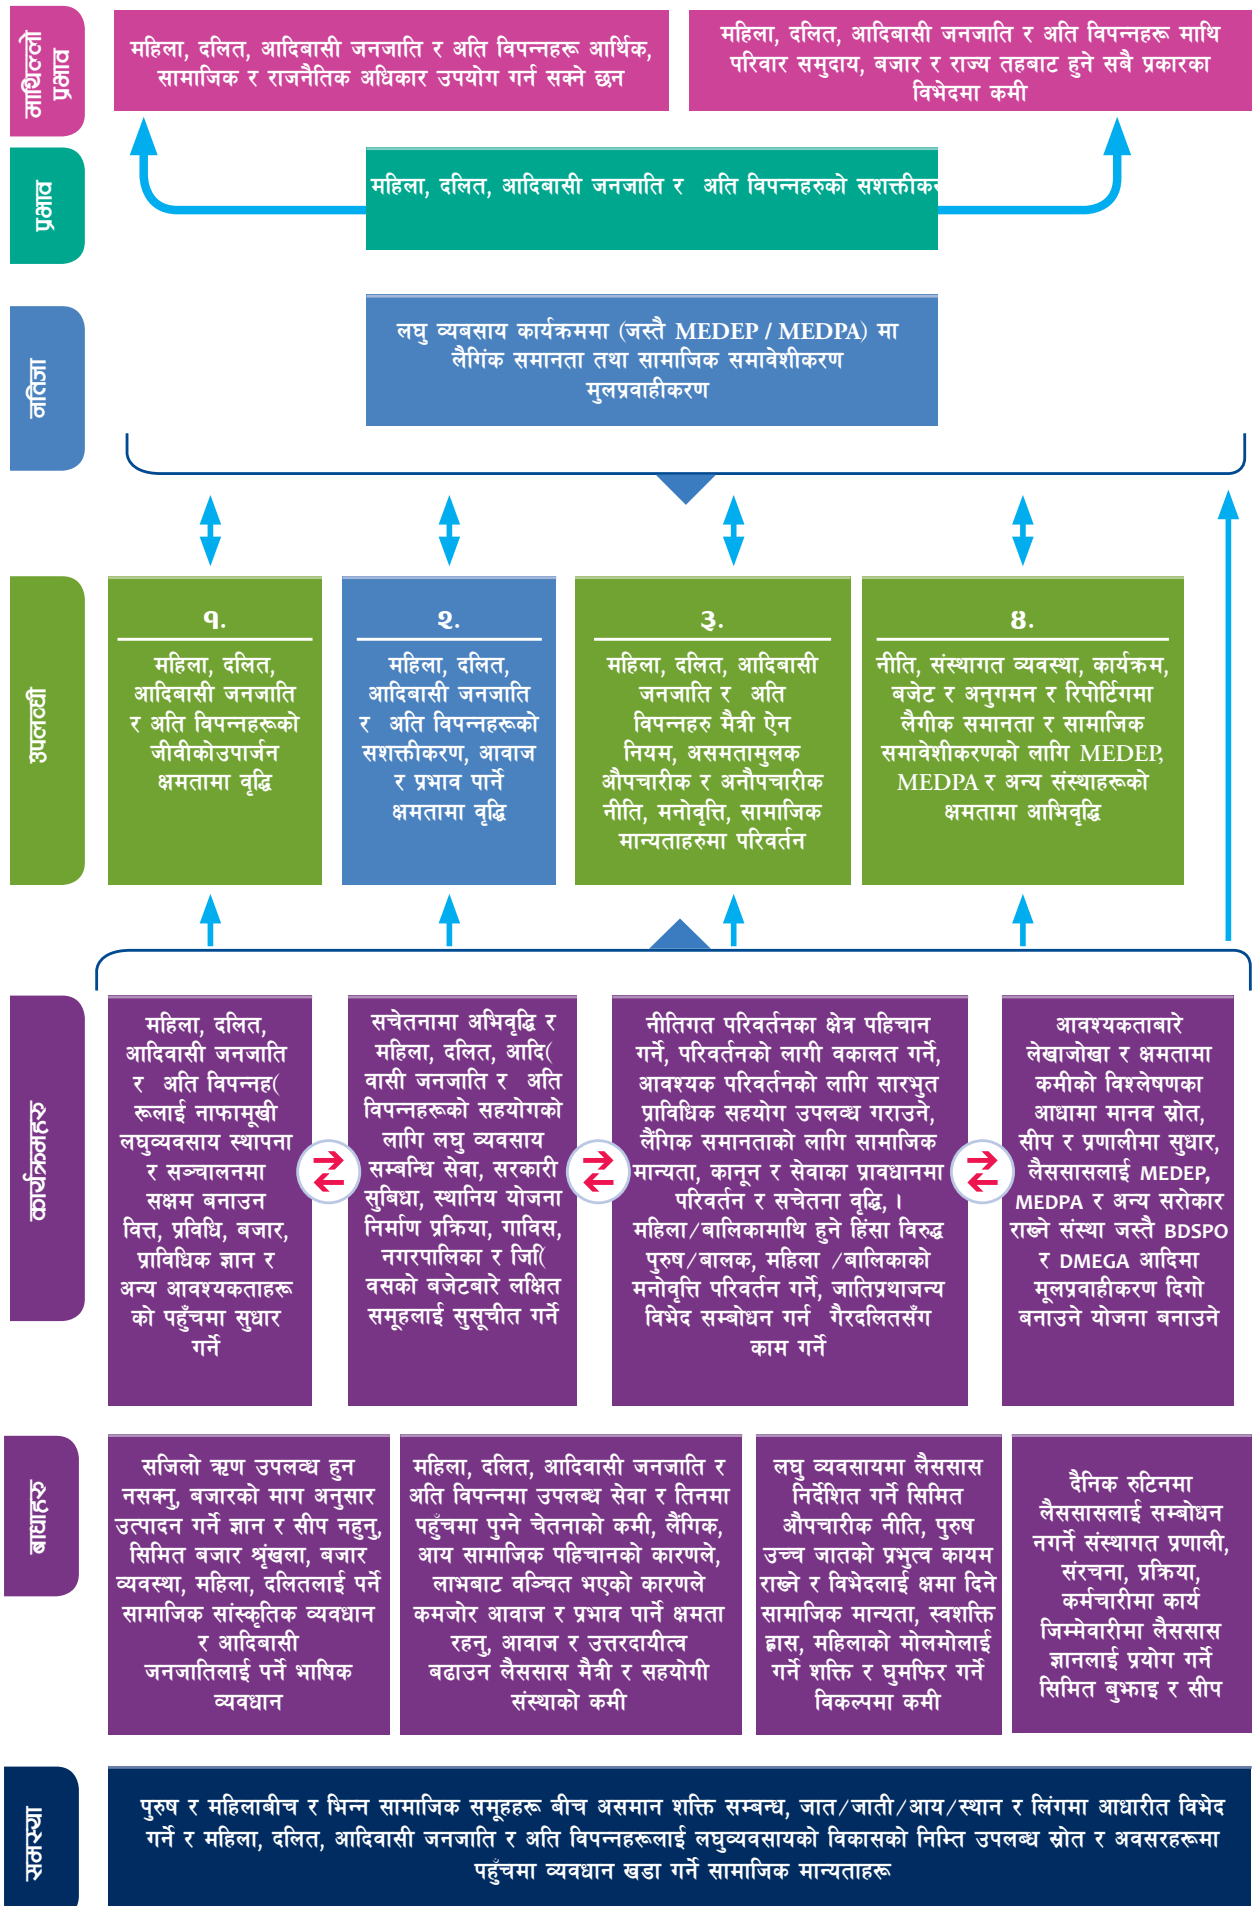 माथिल्लो
प्रभाव
महिला, दलित, आदिबासी जनजाति र अति विपन्नहरू आर्थिक,
सामाजिक र राजनैतिक अधिकार उपयोग गर्न सक्ने छन
महिला, दलित, आदिबासी जनजाति र अति विपन्नहरू माथि
परिवार समुदाय, बजार र राज्य तहबाट हुने सबै प्रकारका
विभेदमा कमी
प्रभाव
महिला, दलित, आदिबासी जनजाति र अति विपन्नहरुको
नतिजा
लघु व्यबसाय कार्यक्रममा (जस्तै MEDEP / MEDPA) मा
लैगिंक समानता तथा सामाजिक समावेशीकरण
मुलप्रवाहीकरण
उपलव्धी
१.
महिला, दलित,
आदिबासी जनजाति
र अति विपन्नहरूको
जीवीकोउपार्जन
क्षमतामा वृद्धि
२.
महिला, दलित,
आदिबासी जनजाति
र अति विपन्नहरूको
सशक्तीकरण, आवाज
र प्रभाव पार्ने
क्षमतामा वृद्धि
३.
महिला, दलित, आदिबासी
जनजाति र अति
विपन्नहरु मैत्री ऐन
नियम, असमतामुलक
औपचारीक र अनौपचारीक
नीति, मनोवृत्ति, सामाजिक
मान्यताहरुमा परिवर्तन
४.
नीति, संस्थागत व्यवस्था, कार्यक्रम,
बजेट र अनुगमन र रिपोर्टिगमा
लैगीक समानता र सामाजिक
समावेशीकरणको लागि MEDEP,
MEDPA र अन्य संस्थाहरूको
क्षमतामा आभिवृद्धि
कार्यक्रमहरु
महिला, दलित,
आदिवासी जनजाति
र अति विपन्नह(
रूलाई नाफामूखी
लघुव्यवसाय स्थापना
र सञ्चालनमा
सक्षम बनाउन
वित्त, प्रविधि, बजार,
प्राविधिक ज्ञान र
अन्य आवश्यकताहरू
को पहुँचमा सुधार
गर्ने
सचेतनामा अभिवृद्धि र
महिला, दलित, आदि(
वासी जनजाति र अति
विपन्नहरूको सहयोगको
लागि लघु व्यवसाय
सम्बन्धि सेवा, सरकारी
सुबिधा, स्थानिय योजना
निर्माण प्रक्रिया, गाविस,
नगरपालिका र जि(
वसको बजेटबारे लक्षित
समूहलाई सुसूचीत गर्ने
नीतिगत परिवर्तनका क्षेत्र पहिचान
गर्ने, परिवर्तनको लागी वकालत गर्ने,
आवश्यक परिवर्तनको लागि सारभुत
प्राविधिक सहयोग उपलव्ध गराउने,
लैंगिक समानताको लागि सामाजिक
मान्यता, कानून र सेवाका प्रावधानमा
परिवर्तन र सचेतना वृद्धि, ।
महिला/बालिकामाथि हुने हिंसा विरुद्ध
पुरुष/बालक, महिला /बालिकाको
मनोवृत्ति परिवर्तन गर्ने, जातिप्रथाजन्य
विभेद सम्बोधन गर्न गैरदलितसँग
काम गर्ने
आवश्यकताबारे
लेखाजोखा र क्षमतामा
कमीको विश्लेषणका
आधामा मानव स्रोत,
सीप र प्रणालीमा सुधार,
लैससासलाई MEDEP,
MEDPA र अन्य सरोकार
राख्ने संस्था जस्तै BDSPO
र DMEGA आदिमा
मूलप्रवाहीकरण दिगो
बनाउने योजना बनाउने
बाधाहरु
सजिलो ऋण उपलव्ध हुन
नसक्नु, बजारको माग अनुसार
उत्पादन गर्ने ज्ञान र सीप नहुनु,
सिमित बजार श्रृंखला, बजार
व्यवस्था, महिला, दलितलाई पर्ने
सामाजिक सांस्कृतिक व्यवधान
र आदिबासी
जनजातिलाई पर्ने भाषिक
व्यवधान
महिला, दलित, आदिवासी जनजाति र
अति विपन्नमा उपलब्ध सेवा र तिनमा
पहुँचमा पुग्ने चेतनाको कमी, लैंगिक,
आय सामाजिक पहिचानको कारणले,
लाभबाट वञ्चित भएको कारणले
कमजोर आवाज र प्रभाव पार्ने क्षमता
रहनु, आवाज र उत्तरदायीत्व
बढाउन लैससास मैत्री र सहयोगी
संस्थाको कमी
लघु व्यवसायमा लैससास
निर्देशित गर्ने सिमित
औपचारीक नीति, पुरुष
उच्च जातको प्रभुत्व कायम
राख्ने र विभेदलाई क्षमा दिने
सामाजिक मान्यता, स्वशक्ति
ह्रास, महिलाको मोलमोलाई
गर्ने शक्ति र घुमफिर गर्ने
विकल्पमा कमी
दैनिक रुटिनमा
लैससासलाई सम्बोधन
नगर्ने संस्थागत प्रणाली,
संरचना, प्रक्रिया,
कर्मचारीमा कार्य
जिम्मेवारीमा लैससास
ज्ञानलाई प्रयोग गर्ने
सिमित बुझाइ र सीप
समस्या
पुरुष र महिलाबीच र भिन्न सामाजिक समूहहरू बीच असमान शक्ति सम्बन्ध, जात/जाती/आय/स्थान र लिंगमा आधारीत विभेद
गर्ने र महिला, दलित, आदिवासी जनजाति र अति विपन्नहरूलाई लघुव्यवसायको विकासको निम्ति उपलब्ध स्रोत र अवसरहरूमा
पहुँचमा व्यवधान खडा गर्ने सामाजिक मान्यताहरू